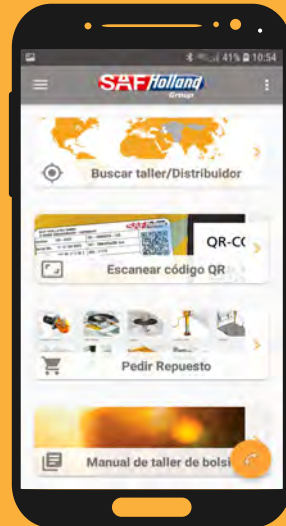 41% 10:54
SAF Holland
Group
Buscar taller/Distribuidor
QR-CO
Escanear código QR
Pedir Repuesto
Manual de taller de bolsi